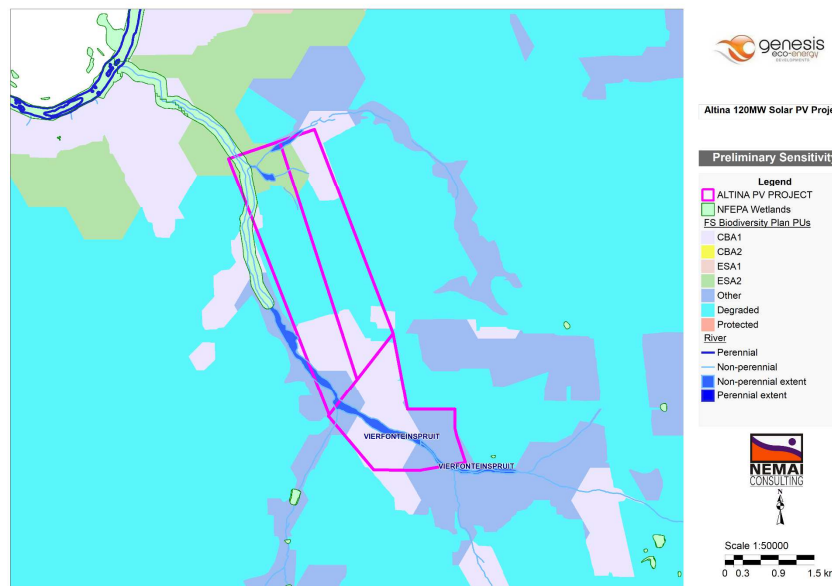 genesis
eco-energy
DEVELOPMENTS
Altina 120MW Solar PV Proje
Preliminary Sensitivity
Legend
ALTINA PV PROJECT
NFEPA Wetlands
FS Biodiversity Plan PUs
CBA1
CBA2
ESA1
ESA2
Other
Degraded
Protected
River
Perennial
Non-perennial
Non-perennial extent
Perennial extent
VIERFONTEINSPRUIT
VIERFONTEINSPRUIT
NEMAI
CONSULTING
N
Scale 1:50000
0 0.3 0.9 1.5 km